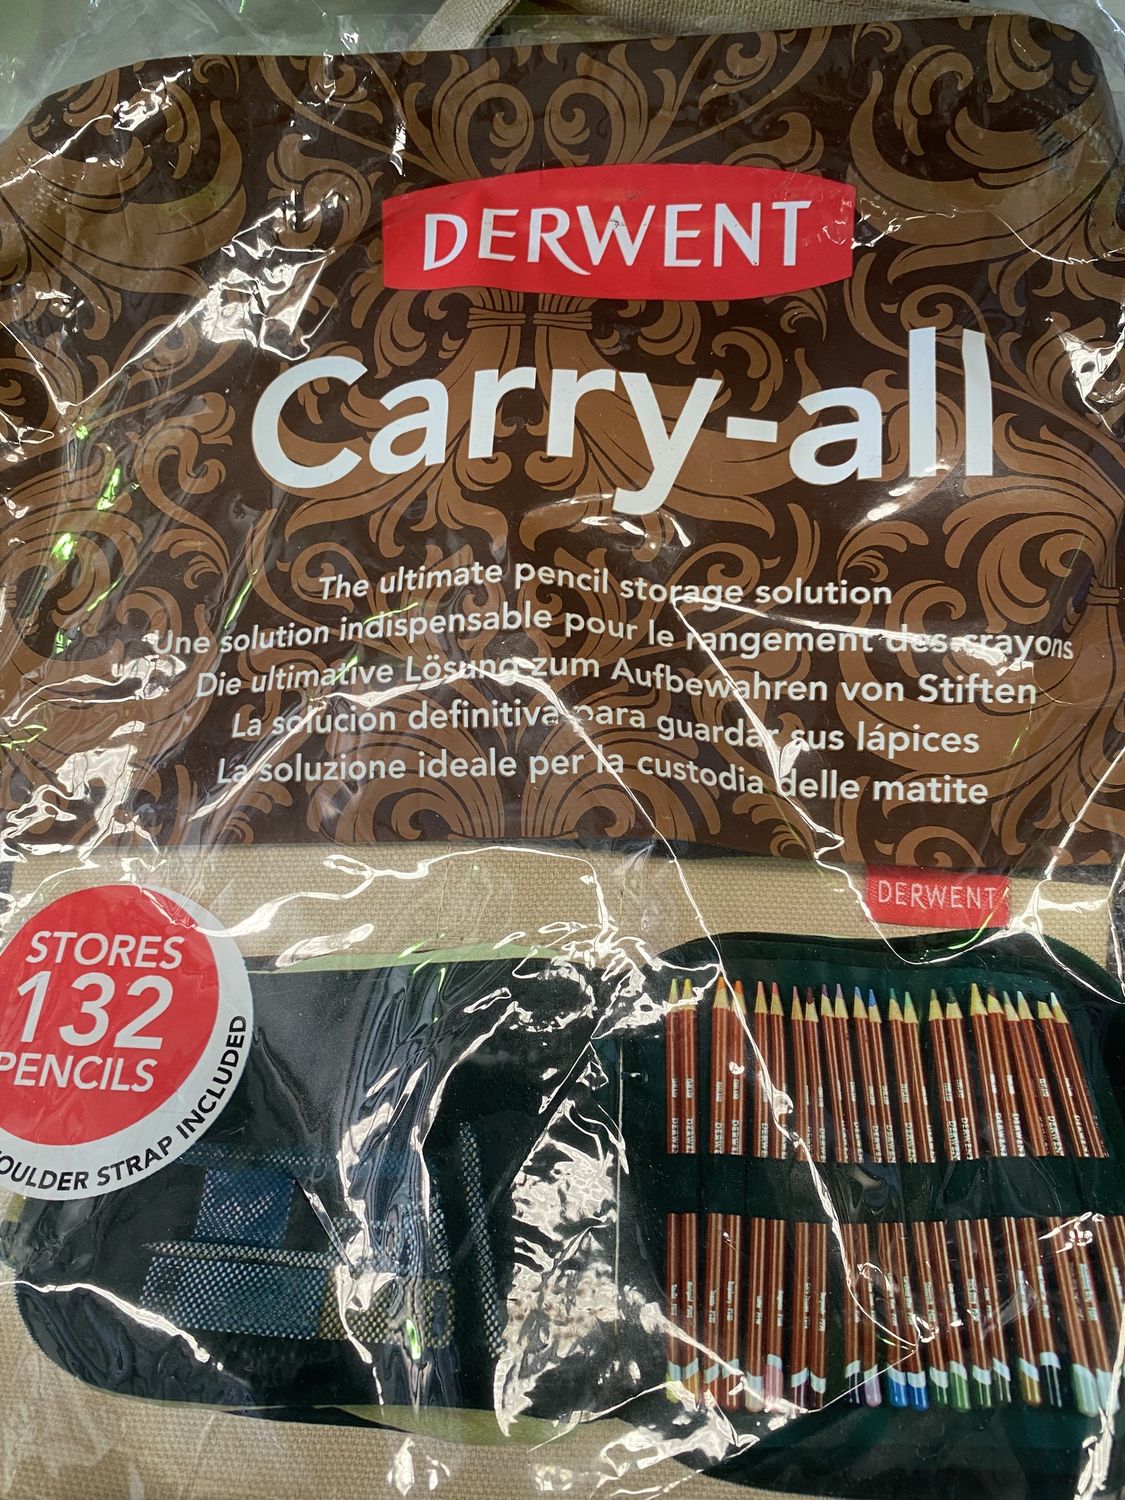 DERWENT
Carry-all
The ultimate pencil storage solution
Une solution indispensable pour le rangement des crayons
Die ultimative Lösung zum Aufbewahren von Stiften
La solucion definitiva para guardar sus lápices
La soluzione ideale per la custodia delle matite
DERWENT
STORES
132
PENCILS
OULDER STRAP INCLUDED